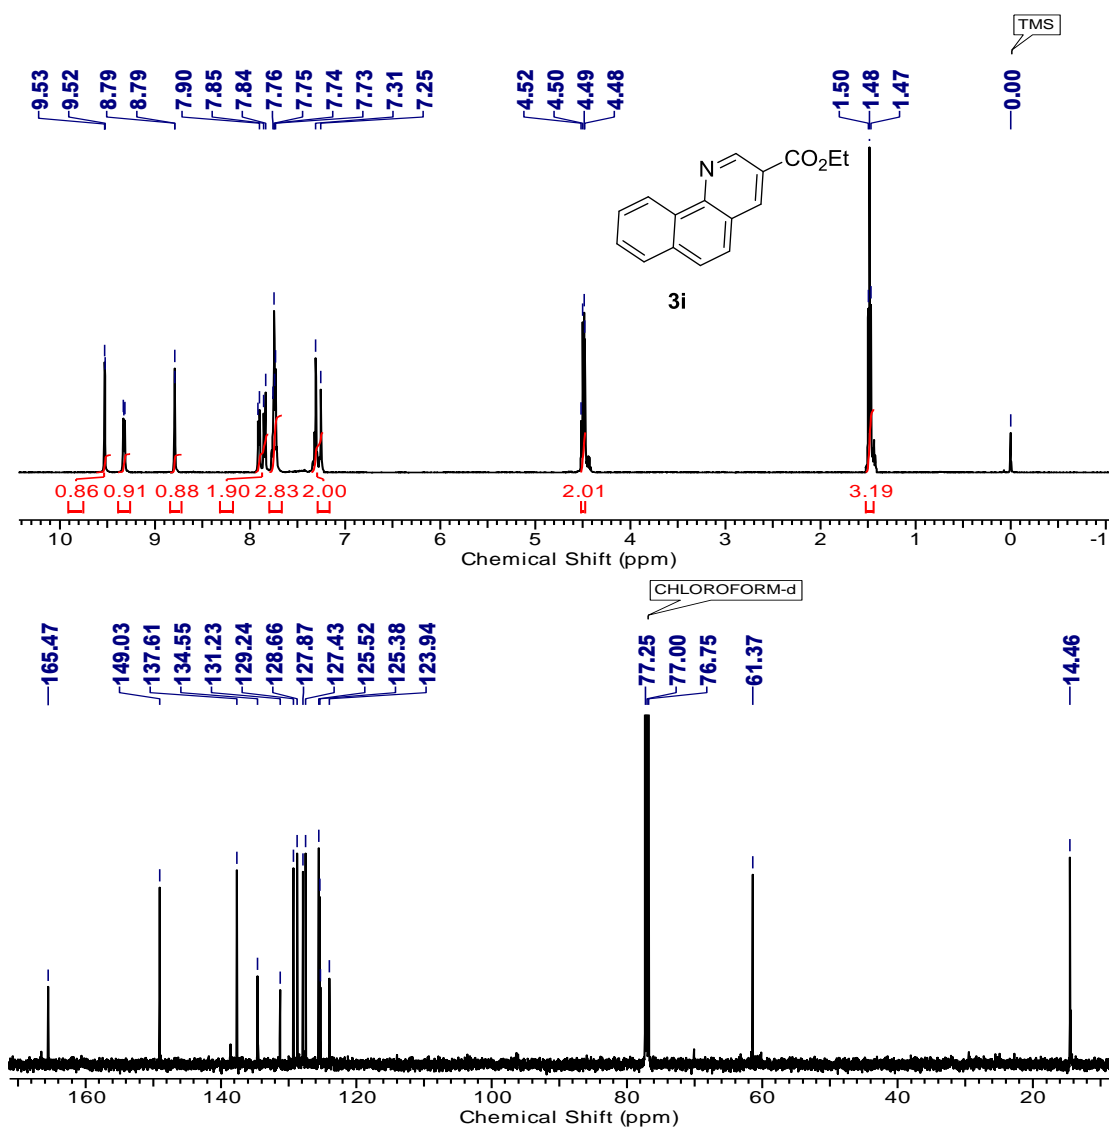 TMS
9.53 9.52 8.79 8.79 7.90 7.85 7.84 7.76 7.75 7.74 7.73 7.31 7.25 4.52 4.50 4.49 4.48 1.50 1.48 1.47 0.00
N CO2Et
3i
0.86 0.91 0.88 1.90 2.83 2.00 2.01 3.19
10 9 8 7 6 5 4 3 2 1 0 -1
Chemical Shift (ppm)
CHLOROFORM-d
165.47 149.03 137.61 134.55 131.23 129.24 128.66 127.87 127.43 125.52 125.38 123.94 77.25 77.00 76.75 61.37 14.46
160 140 120 100 80 60 40 20
Chemical Shift (ppm)